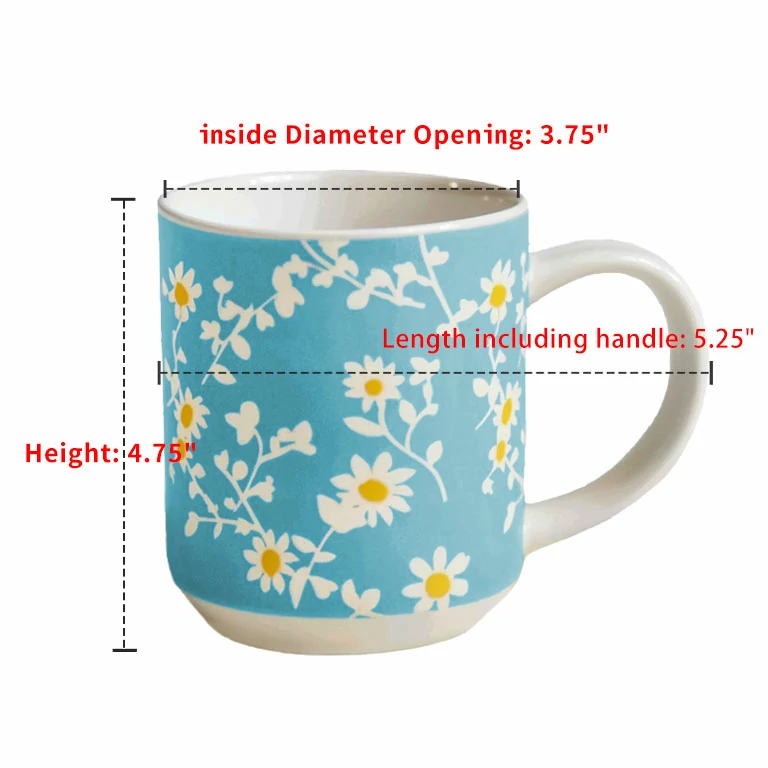 inside Diameter Opening: 3.75"
Length including handle: 5.25"
Height: 4.75"